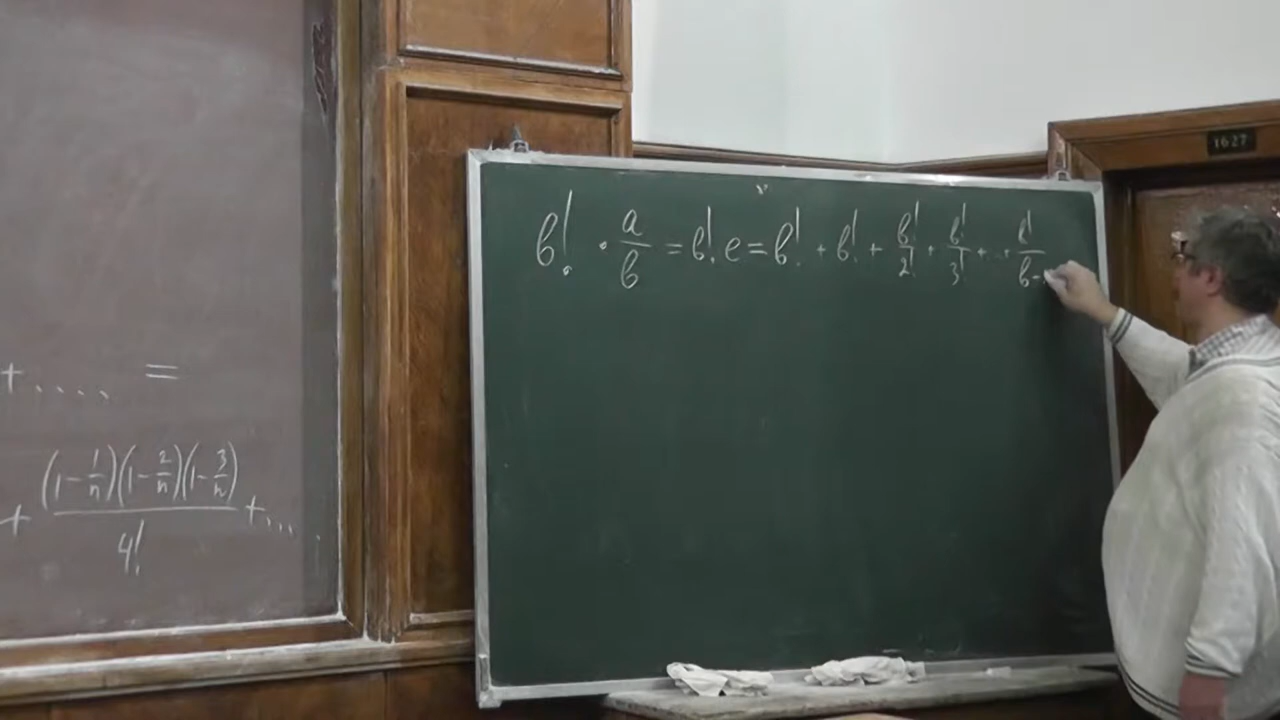 1627
b! · a/b = b! e = b! + b! + b!/2! + b!/3! + ... + b!/b-
+ .... =
+ (1-1/n)(1-2/n)(1-3/n)/4! + ...